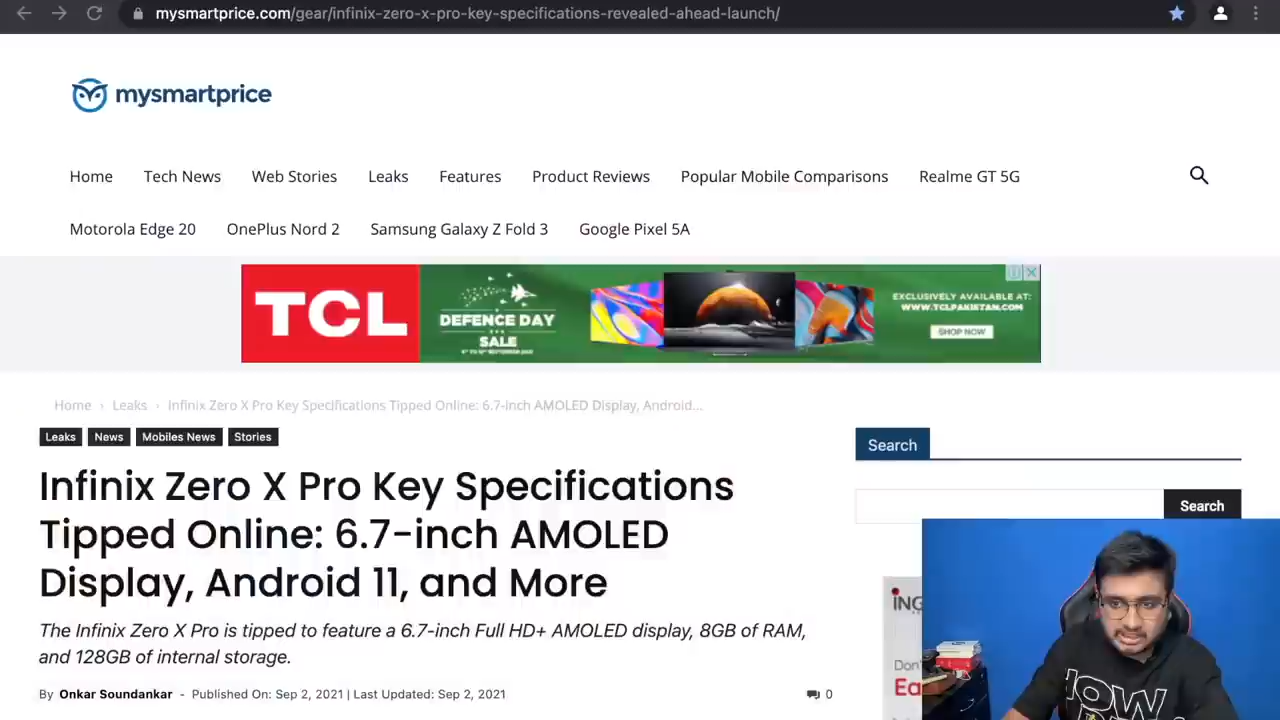 mysmartprice.com/gear/infinix-zero-x-pro-key-specifications-revealed-ahead-launch/
mysmartprice
Home Tech News Web Stories Leaks Features Product Reviews Popular Mobile Comparisons Realme GT 5G
Motorola Edge 20 OnePlus Nord 2 Samsung Galaxy Z Fold 3 Google Pixel 5A
TCL
DEFENCE DAY
SALE
EXCLUSIVELY AVAILABLE AT:
WWW.TCLPAKISTAN.COM
SHOP NOW
Home › Leaks › Infinix Zero X Pro Key Specifications Tipped Online: 6.7-inch AMOLED Display, Android...
Leaks News Mobiles News Stories
Infinix Zero X Pro Key Specifications
Tipped Online: 6.7-inch AMOLED
Display, Android 11, and More
The Infinix Zero X Pro is tipped to feature a 6.7-inch Full HD+ AMOLED display, 8GB of RAM,
and 128GB of internal storage.
By Onkar Soundankar - Published On: Sep 2, 2021 | Last Updated: Sep 2, 2021 0
Search
Search
ING
Don'
Ea
HOW